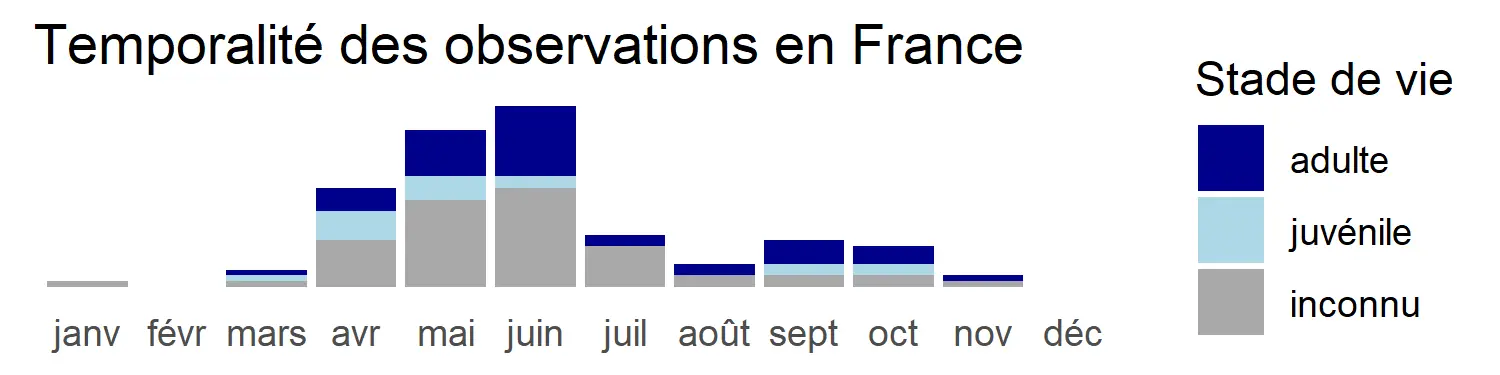 Temporalité des observations en France
Stade de vie
adulte
juvénile
inconnu
janv févr mars avr mai juin juil août sept oct nov déc